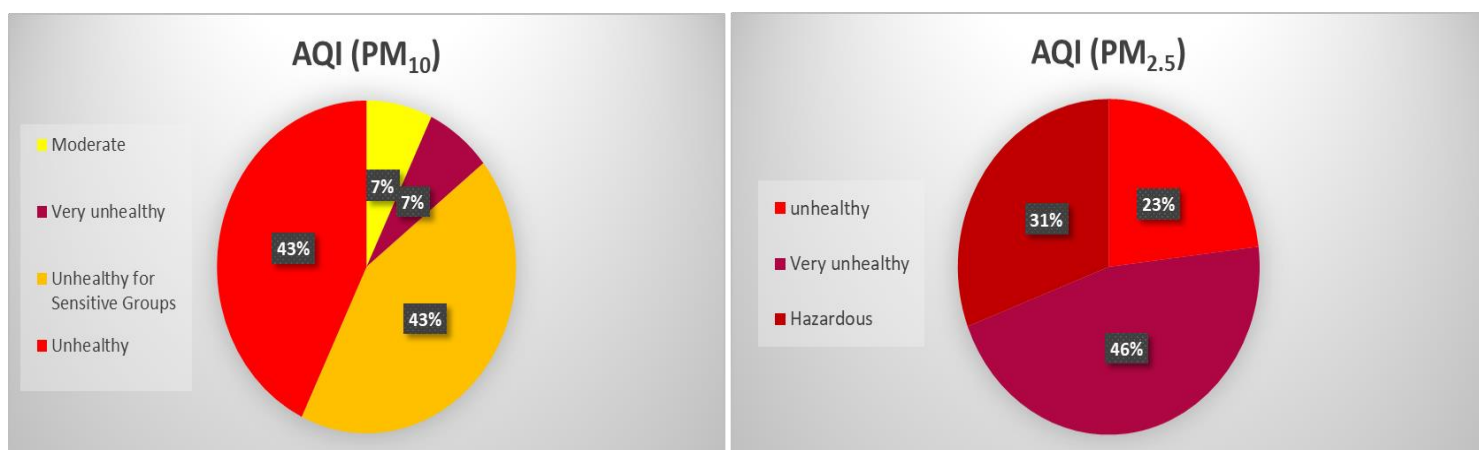 AQI (PM10)
Moderate
Very unhealthy
Unhealthy for
Sensitive Groups
Unhealthy
7%
7%
43%
43%
AQI (PM2.5)
unhealthy
Very unhealthy
Hazardous
23%
31%
46%